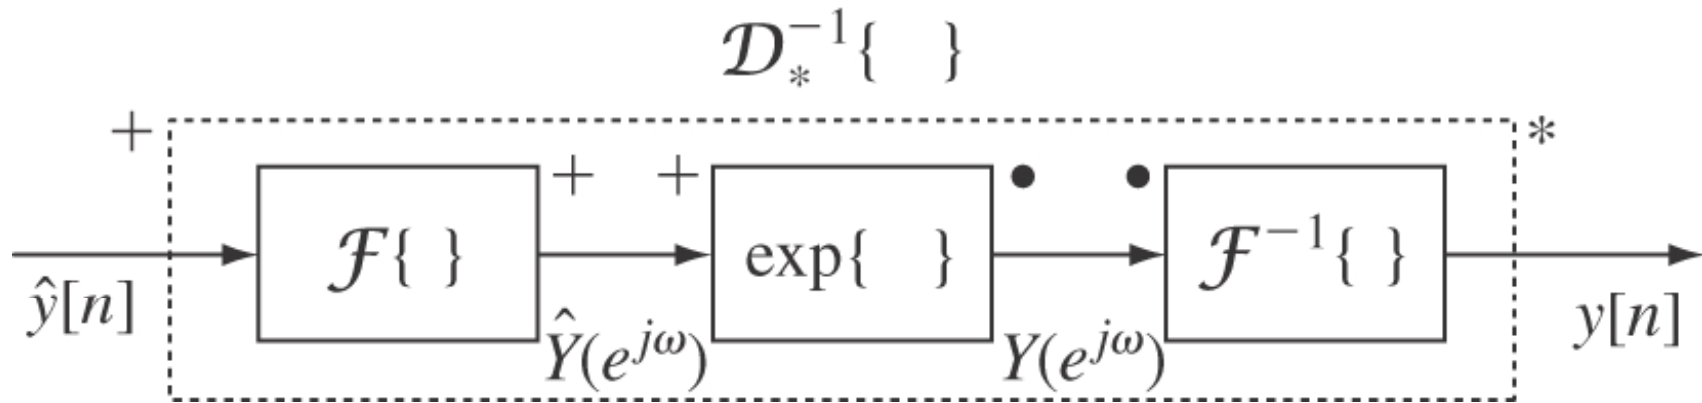 𝒟∗⁻¹{ }
+ *
+ + • •
ℱ{ } exp{ } ℱ⁻¹{ }
ŷ[n] Ŷ(e^{jω}) Y(e^{jω}) y[n]